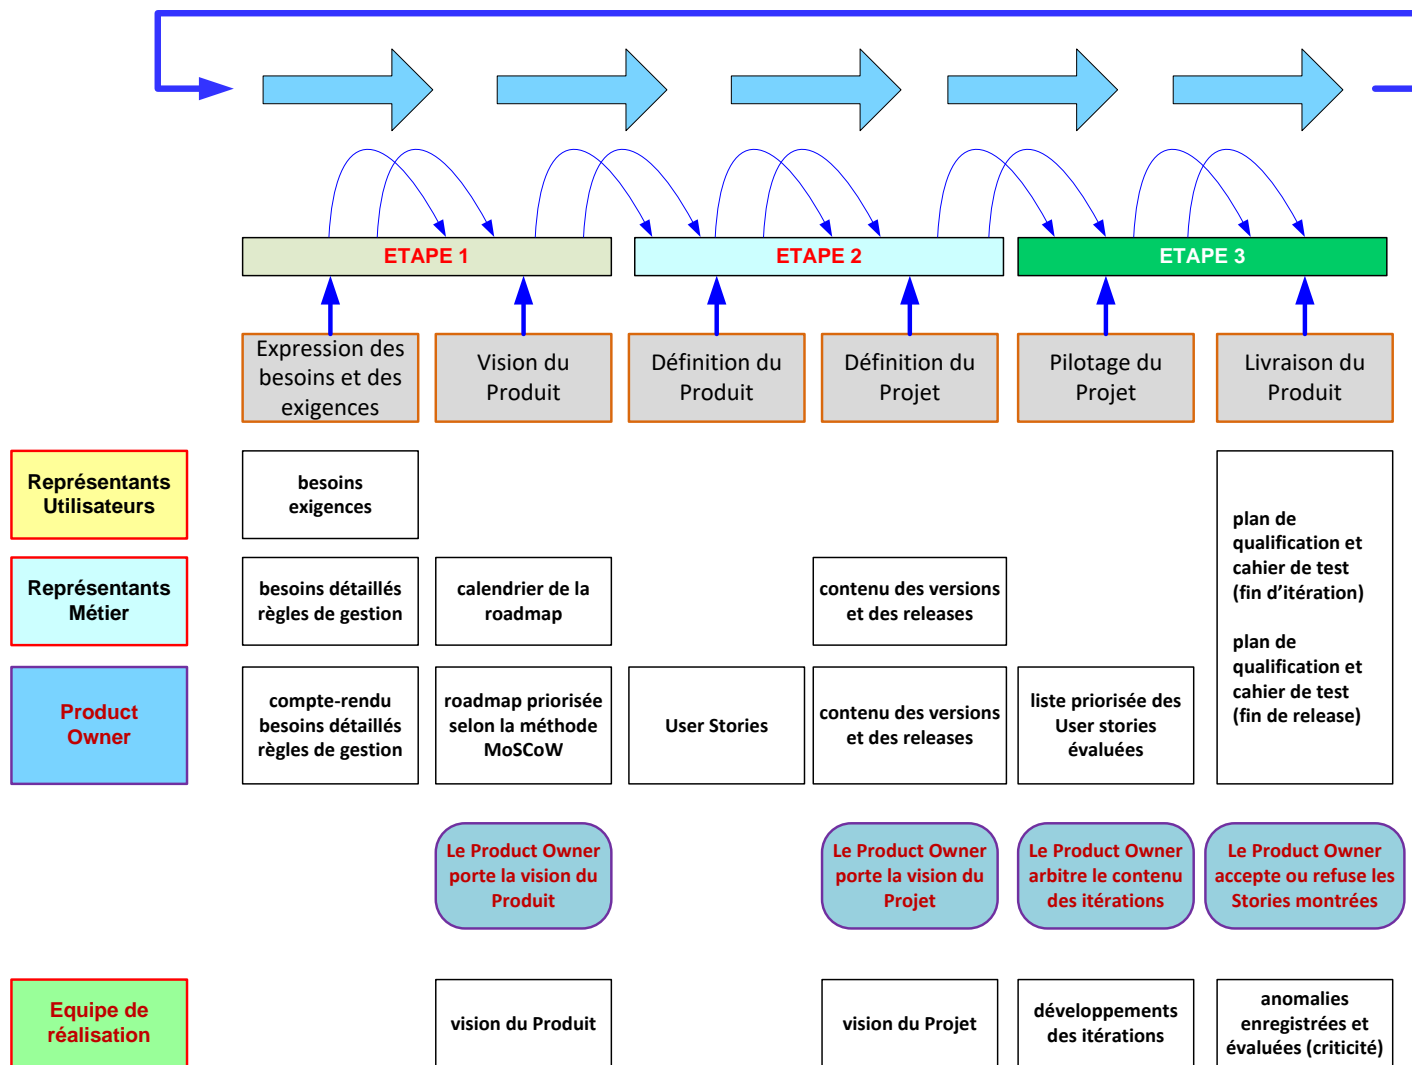 ETAPE 1
ETAPE 2
ETAPE 3
Expression des
besoins et des
exigences
Vision du
Produit
Définition du
Produit
Définition du
Projet
Pilotage du
Projet
Livraison du
Produit
Représentants
Utilisateurs
besoins
exigences
plan de
qualification et
cahier de test
(fin d'itération)
plan de
qualification et
cahier de test
(fin de release)
Représentants
Métier
besoins détaillés
règles de gestion
calendrier de la
roadmap
contenu des versions
et des releases
Product
Owner
compte-rendu
besoins détaillés
règles de gestion
roadmap priorisée
selon la méthode
MoSCoW
User Stories
contenu des versions
et des releases
liste priorisée des
User stories
évaluées
Le Product Owner
porte la vision du
Produit
Le Product Owner
porte la vision du
Projet
Le Product Owner
arbitre le contenu
des itérations
Le Product Owner
accepte ou refuse les
Stories montrées
Equipe de
réalisation
vision du Produit
vision du Projet
développements
des itérations
anomalies
enregistrées et
évaluées (criticité)